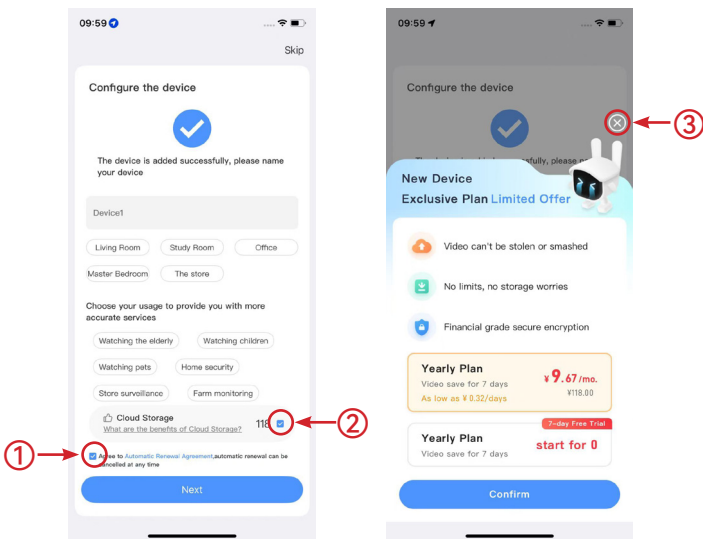 09:59
Skip
Configure the device
The device is added successfully, please name
your device
Device1
Living Room
Study Room
Office
Master Bedroom
The store
Choose your usage to provide you with more
accurate services
Watching the elderly
Watching children
Watching pets
Home security
Store surveillance
Farm monitoring
Cloud Storage
What are the benefits of Cloud Storage?
118
②
①
Agree to Automatic Renewal Agreement,automatic renewal can be
cancelled at any time
Next
09:59
Configure the device
③
New Device
Exclusive Plan Limited Offer
Video can't be stolen or smashed
No limits, no storage worries
Financial grade secure encryption
Yearly Plan
Video save for 7 days
As low as ¥ 0.32/days
¥ 9.67 /mo.
¥118.00
7-day Free Trial
Yearly Plan
Video save for 7 days
start for 0
Confirm